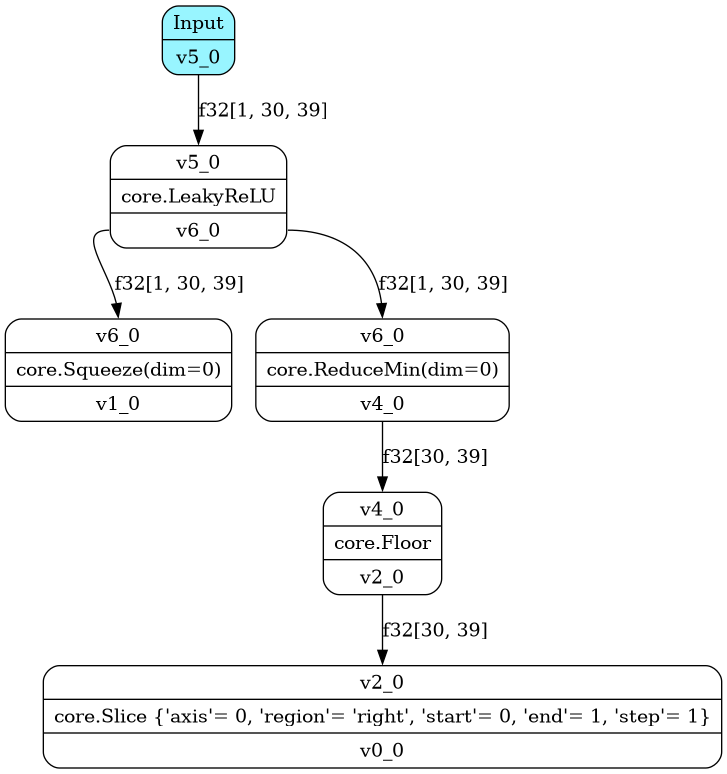 Input
v5_0
f32[1, 30, 39]
v5_0
core.LeakyReLU
v6_0
f32[1, 30, 39]
f32[1, 30, 39]
v6_0
core.Squeeze(dim=0)
v1_0
v6_0
core.ReduceMin(dim=0)
v4_0
f32[30, 39]
v4_0
core.Floor
v2_0
f32[30, 39]
v2_0
core.Slice {'axis'= 0, 'region'= 'right', 'start'= 0, 'end'= 1, 'step'= 1}
v0_0